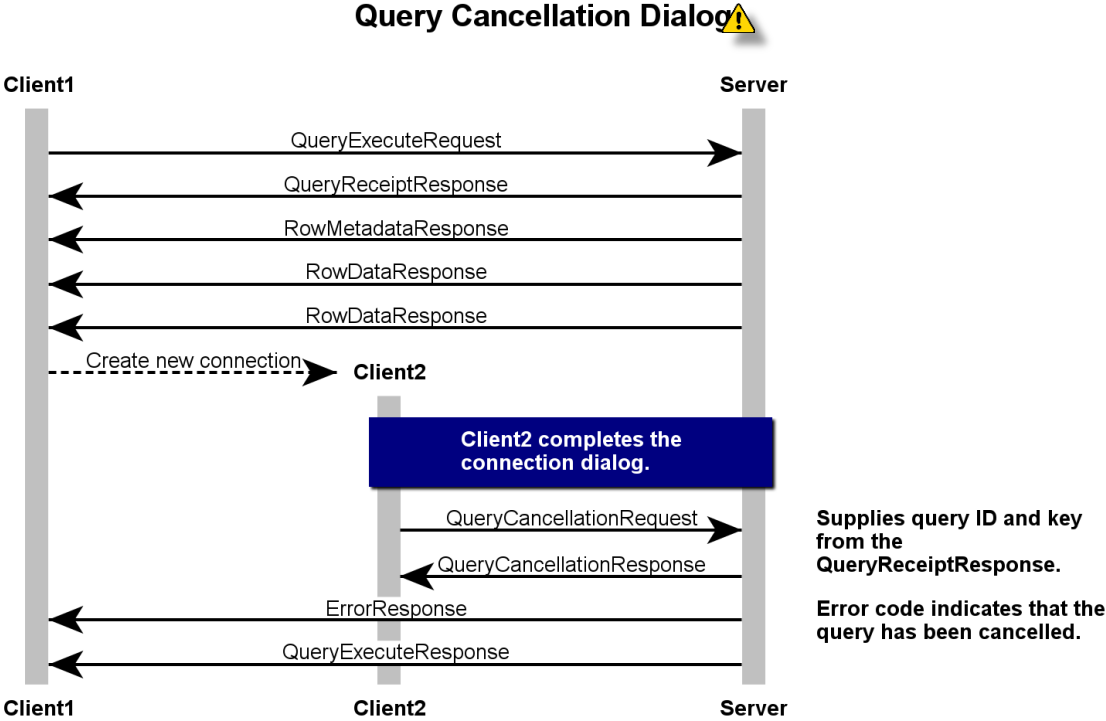 Query Cancellation Dialog
Client1
Server
QueryExecuteRequest
QueryReceiptResponse
RowMetadataResponse
RowDataResponse
RowDataResponse
Create new connection
Client2
Client2 completes the
connection dialog.
QueryCancellationRequest
Supplies query ID and key
from the
QueryReceiptResponse.
QueryCancellationResponse
ErrorResponse
Error code indicates that the
query has been cancelled.
QueryExecuteResponse
Client1
Client2
Server